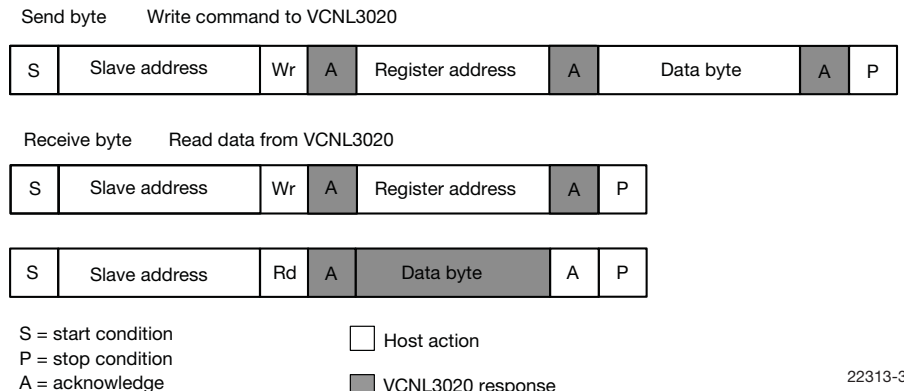 Send byte Write command to VCNL3020
S Slave address Wr A Register address A Data byte A P
Receive byte Read data from VCNL3020
S Slave address Wr A Register address A P
S Slave address Rd A Data byte A P
S = start condition
P = stop condition
A = acknowledge
Host action
VCNL3020 response
22313-3